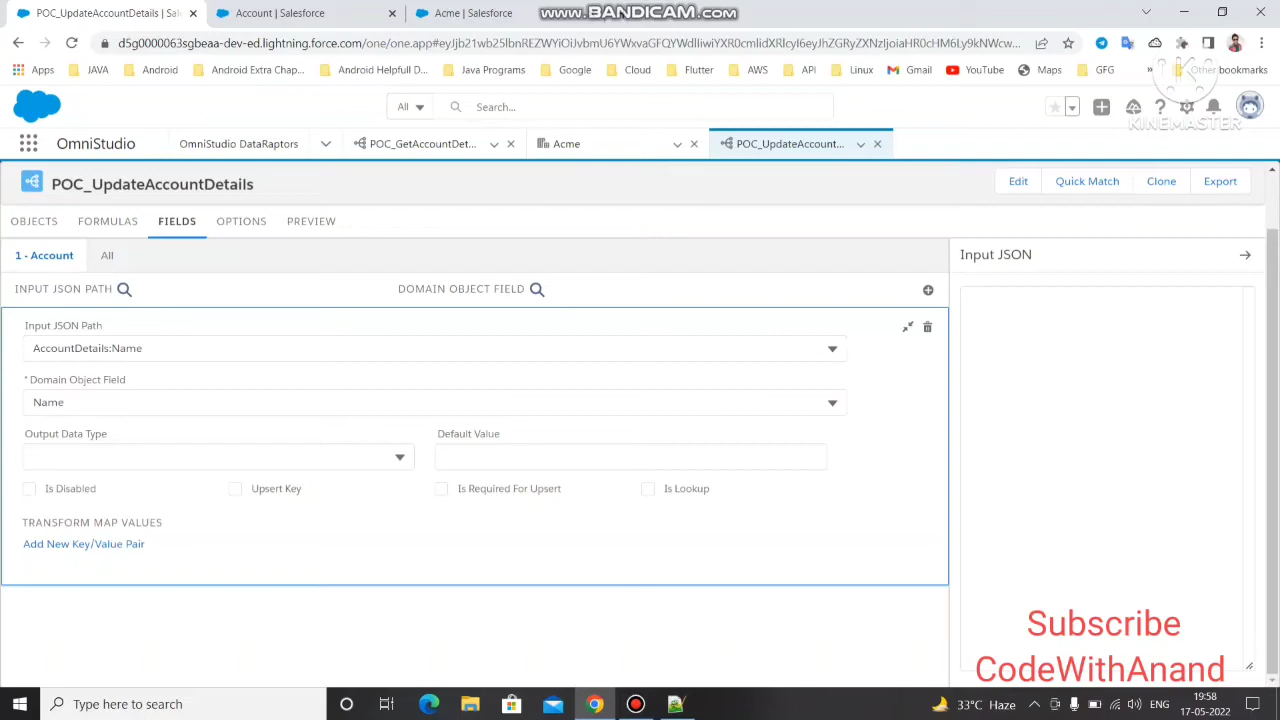 POC_UpdateAccountDetails | Sal
Account | Salesforce
Acme | Salesforce
www.BANDICAM.com
d5g0000063sgbea-dev-ed.lightning.force.com/one/one.app#
Apps
JAVA
Android
Android Extra Chap...
Android Helpfull D...
Java Programs
Google
Cloud
Flutter
AWS
API
Linux
Gmail
YouTube
Maps
GFG
»
Other bookmarks
All
Search...
KINEMASTER
OmniStudio
OmniStudio DataRaptors
POC_GetAccountDet...
Acme
POC_UpdateAccount...
POC_UpdateAccountDetails
Edit
Quick Match
Clone
Export
OBJECTS
FORMULAS
FIELDS
OPTIONS
PREVIEW
1 - Account
All
Input JSON
INPUT JSON PATH
DOMAIN OBJECT FIELD
Input JSON Path
AccountDetails:Name
* Domain Object Field
Name
Output Data Type
Default Value
Is Disabled
Upsert Key
Is Required For Upsert
Is Lookup
TRANSFORM MAP VALUES
Add New Key/Value Pair
Subscribe
CodeWithAnand
Type here to search
33°C Haze
ENG
19:58
17-05-2022